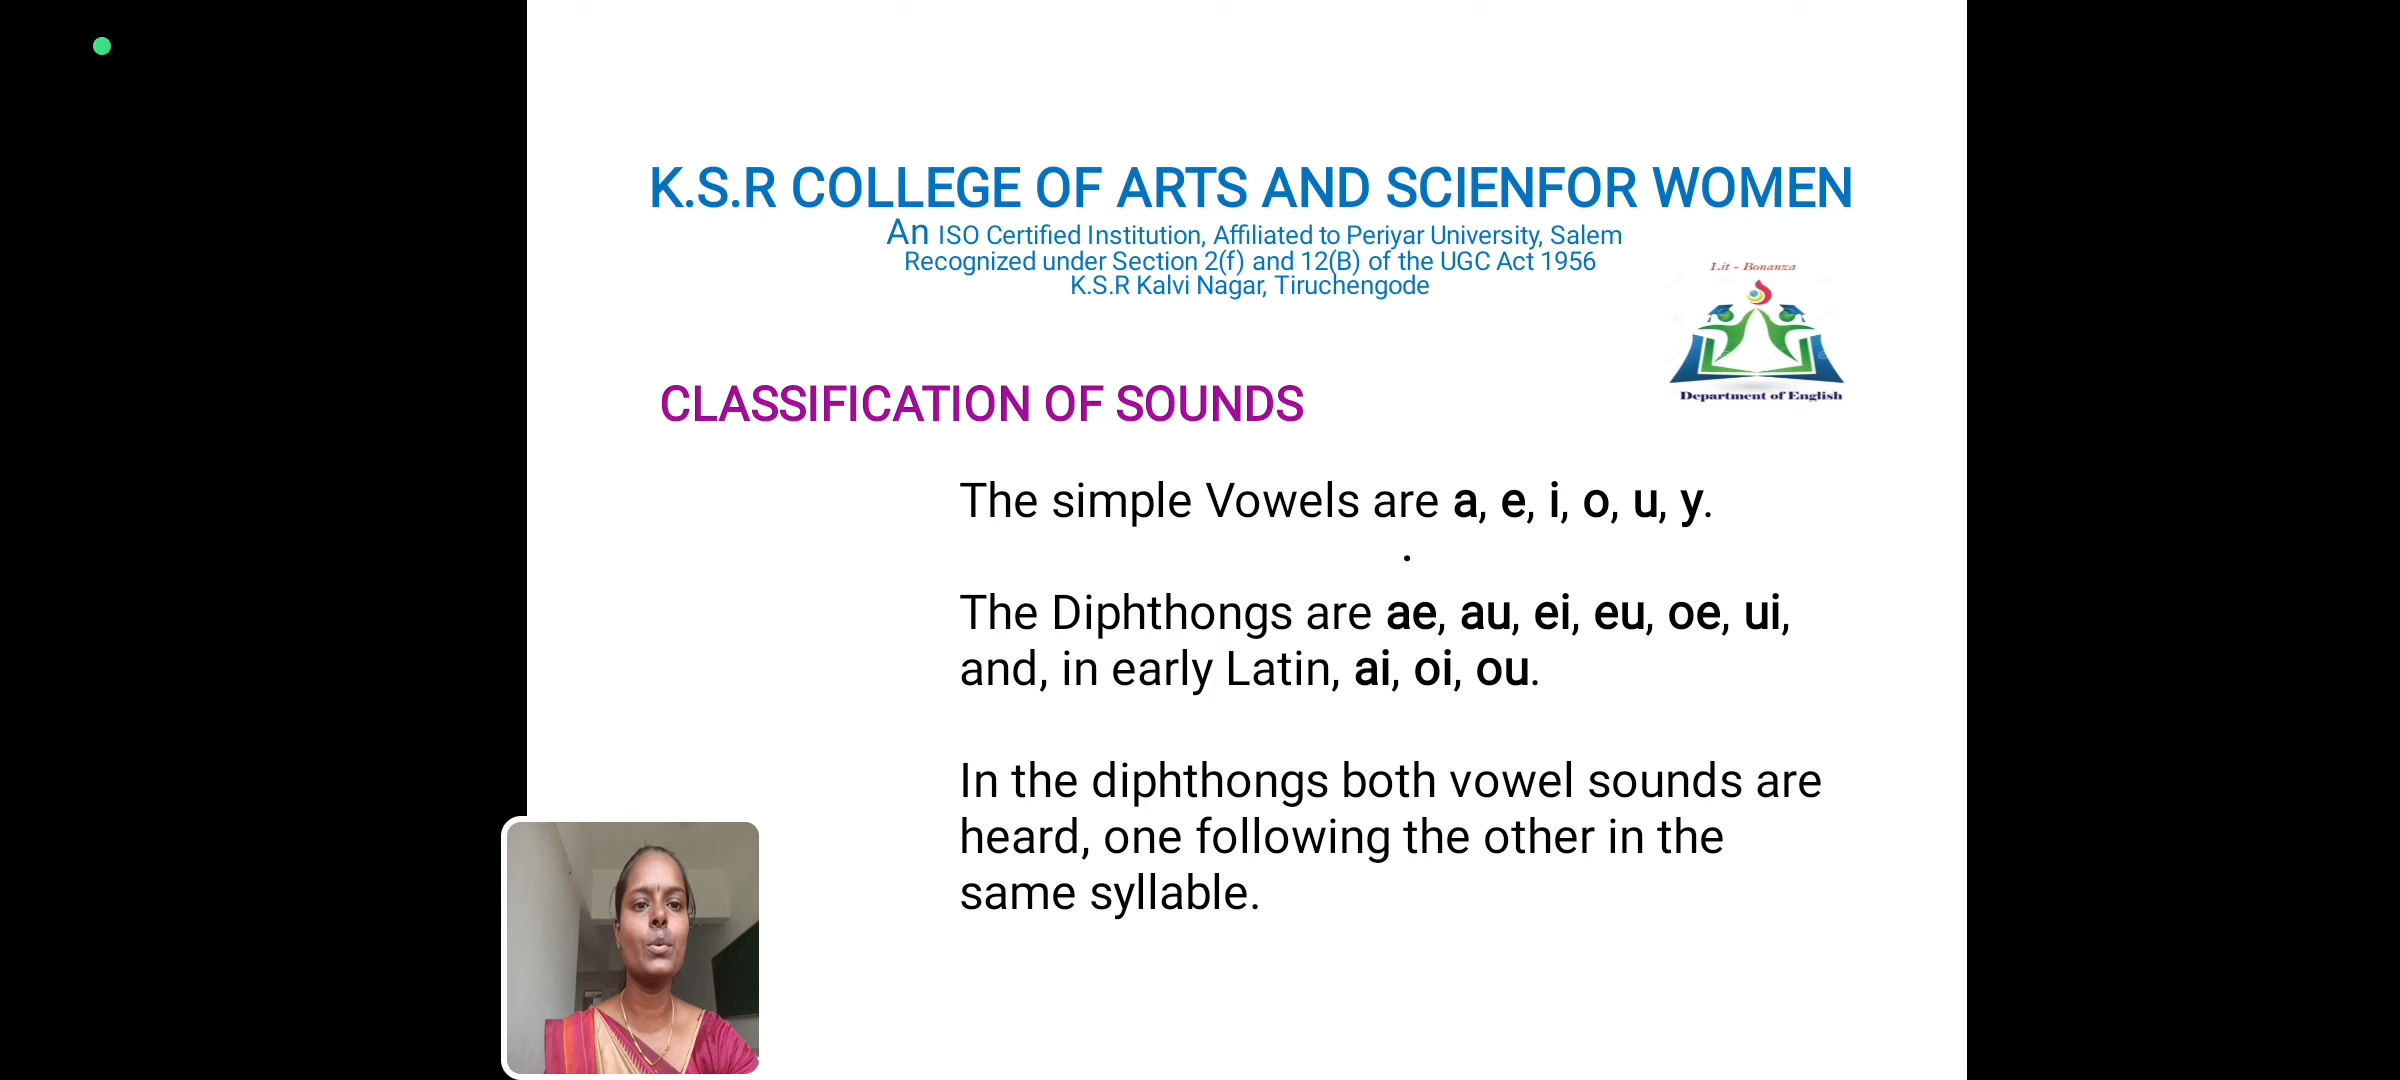 K.S.R COLLEGE OF ARTS AND SCIENFOR WOMEN
An ISO Certified Institution, Affiliated to Periyar University, Salem
Recognized under Section 2(f) and 12(B) of the UGC Act 1956
K.S.R Kalvi Nagar, Tiruchengode
Lit - Bonanza
Department of English
CLASSIFICATION OF SOUNDS
The simple Vowels are a, e, i, o, u, y.
.
The Diphthongs are ae, au, ei, eu, oe, ui,
and, in early Latin, ai, oi, ou.
In the diphthongs both vowel sounds are
heard, one following the other in the
same syllable.